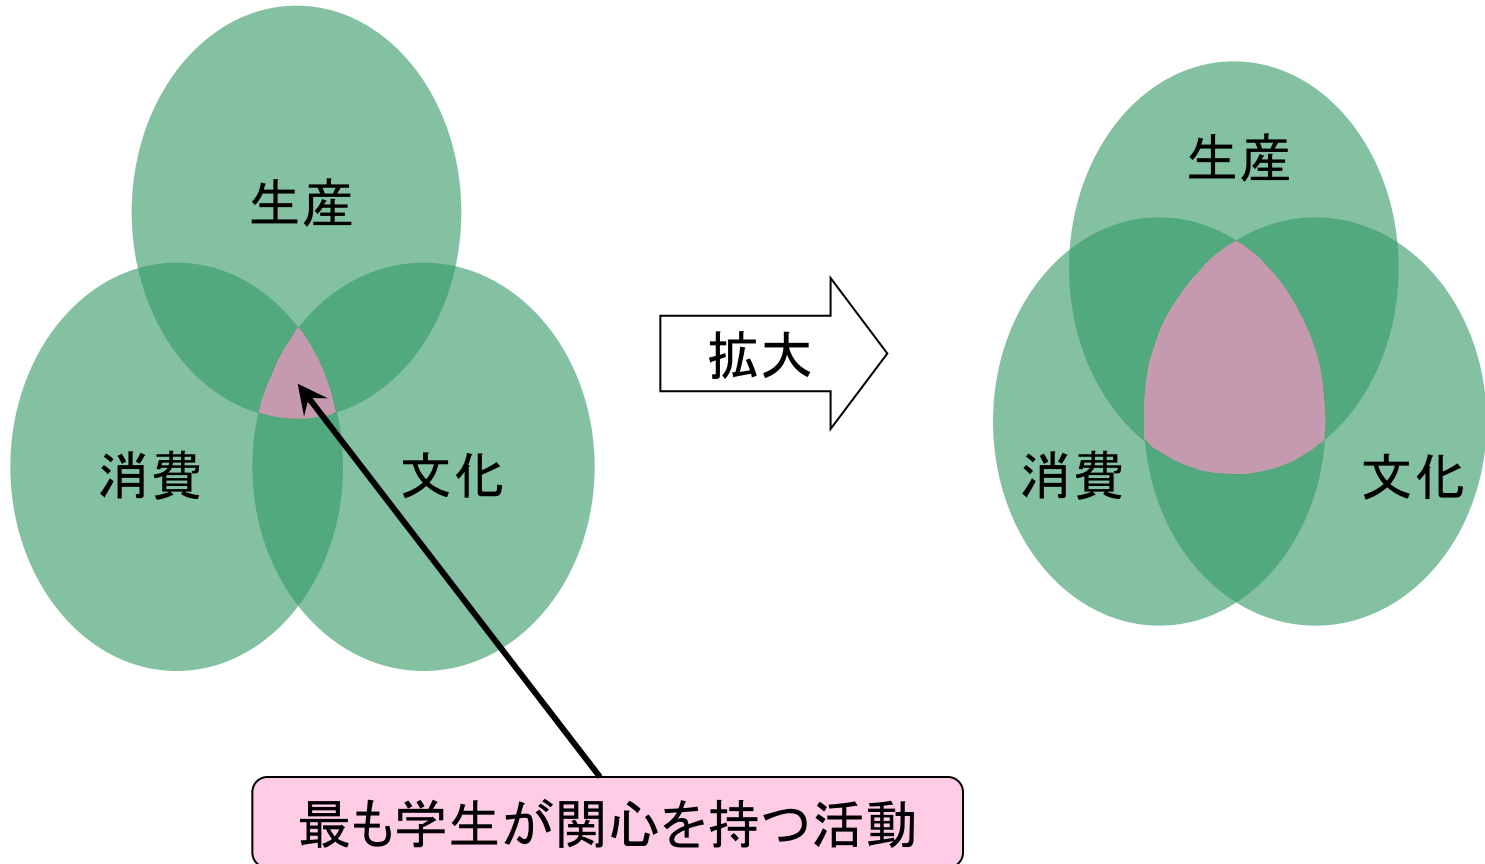 生産
消費
文化
拡大
生産
消費
文化
最も学生が関心を持つ活動